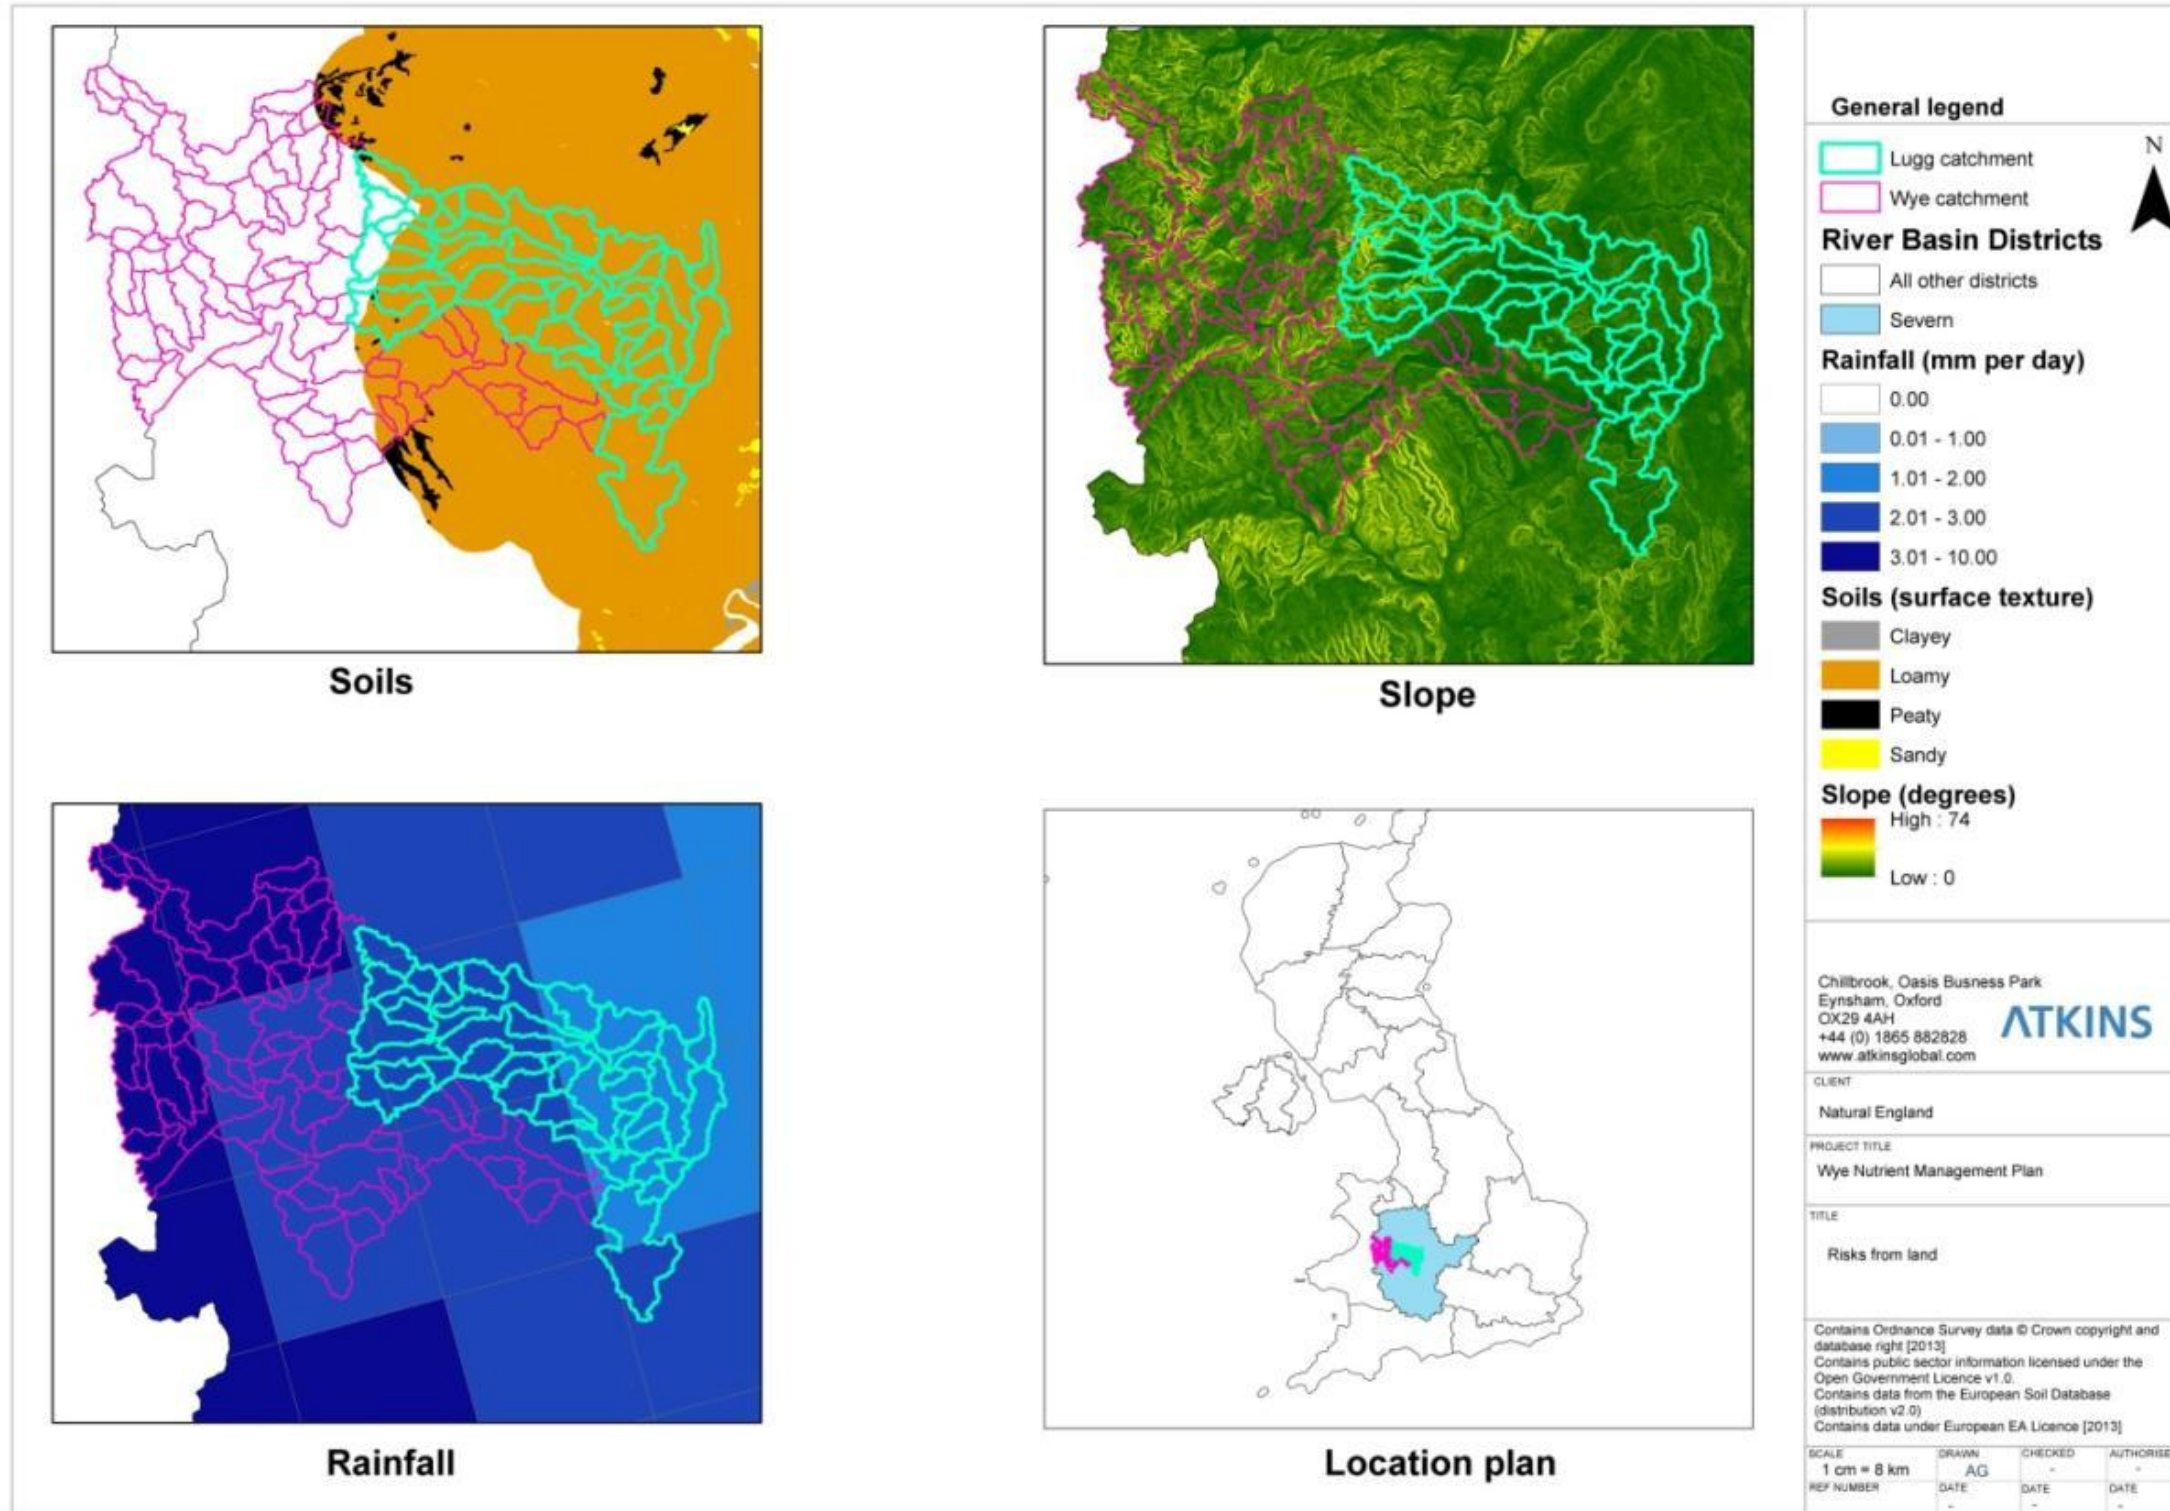 Soils
Slope
Rainfall
Location plan
General legend
N
Lugg catchment
Wye catchment
River Basin Districts
All other districts
Severn
Rainfall (mm per day)
0.00
0.01 - 1.00
1.01 - 2.00
2.01 - 3.00
3.01 - 10.00
Soils (surface texture)
Clayey
Loamy
Peaty
Sandy
Slope (degrees)
High : 74
Low : 0
Chillbrook, Oasis Busness Park
Eynsham, Oxford
OX29 4AH
+44 (0) 1865 882828
www.atkinsglobal.com
ATKINS
CLIENT
Natural England
PROJECT TITLE
Wye Nutrient Management Plan
TITLE
Risks from land
Contains Ordnance Survey data © Crown copyright and
database right [2013]
Contains public sector information licensed under the
Open Government Licence v1.0.
Contains data from the European Soil Database
(distribution v2.0)
Contains data under European EA Licence [2013]
SCALE DRAWN CHECKED AUTHORISE
1 cm = 8 km AG - -
REF NUMBER DATE DATE DATE
- - -